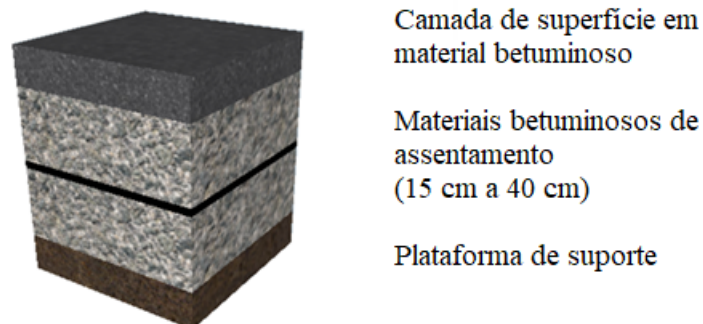 Camada de superfície em
material betuminoso
Materiais betuminosos de
assentamento
(15 cm a 40 cm)
Plataforma de suporte